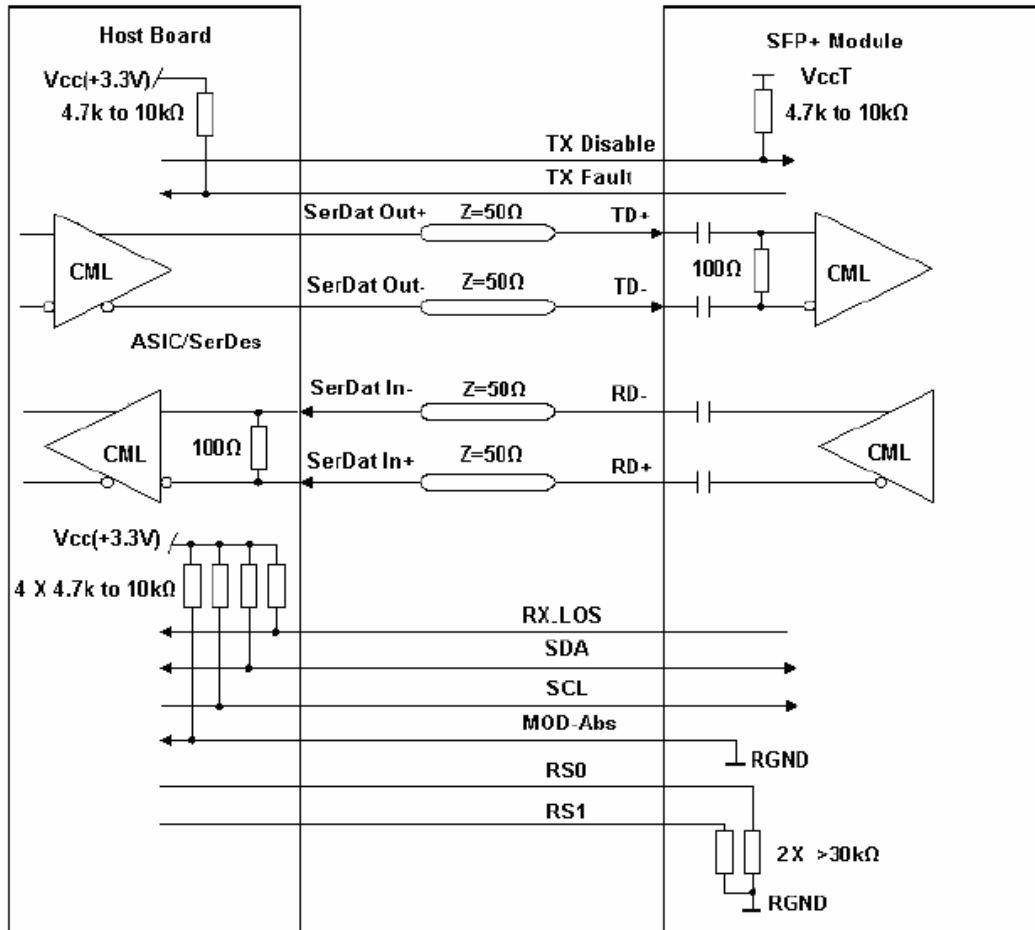 Host Board
SFP+ Module
Vcc(+3.3V)
4.7k to 10kΩ
VccT
4.7k to 10kΩ
TX Disable
TX Fault
SerDat Out+
Z=50Ω
TD+
CML
100Ω
CML
SerDat Out-
Z=50Ω
TD-
ASIC/SerDes
SerDat In-
Z=50Ω
RD-
CML
100Ω
CML
SerDat In+
Z=50Ω
RD+
Vcc(+3.3V)
4 X 4.7k to 10kΩ
RX_LOS
SDA
SCL
MOD-Abs
RGND
RS0
RS1
2X >30kΩ
RGND